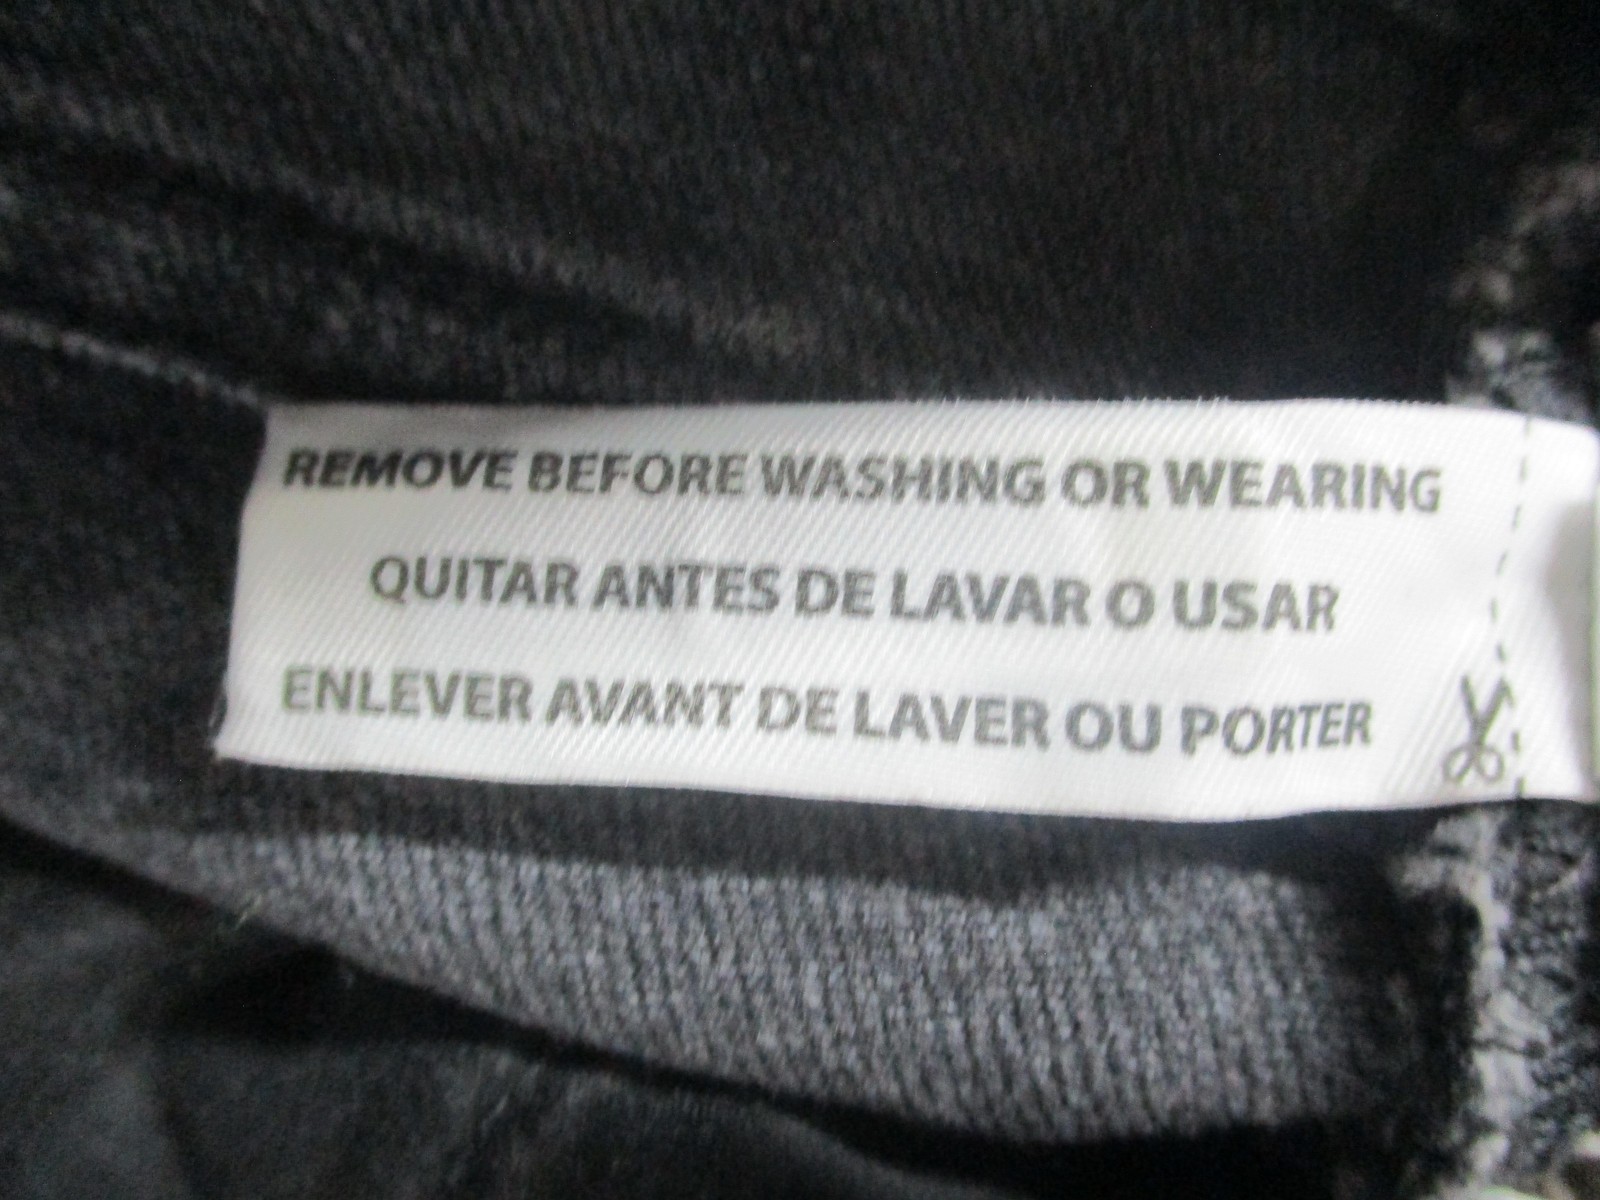 REMOVE BEFORE WASHING OR WEARING
QUITAR ANTES DE LAVAR O USAR
ENLEVER AVANT DE LAVER OU PORTER